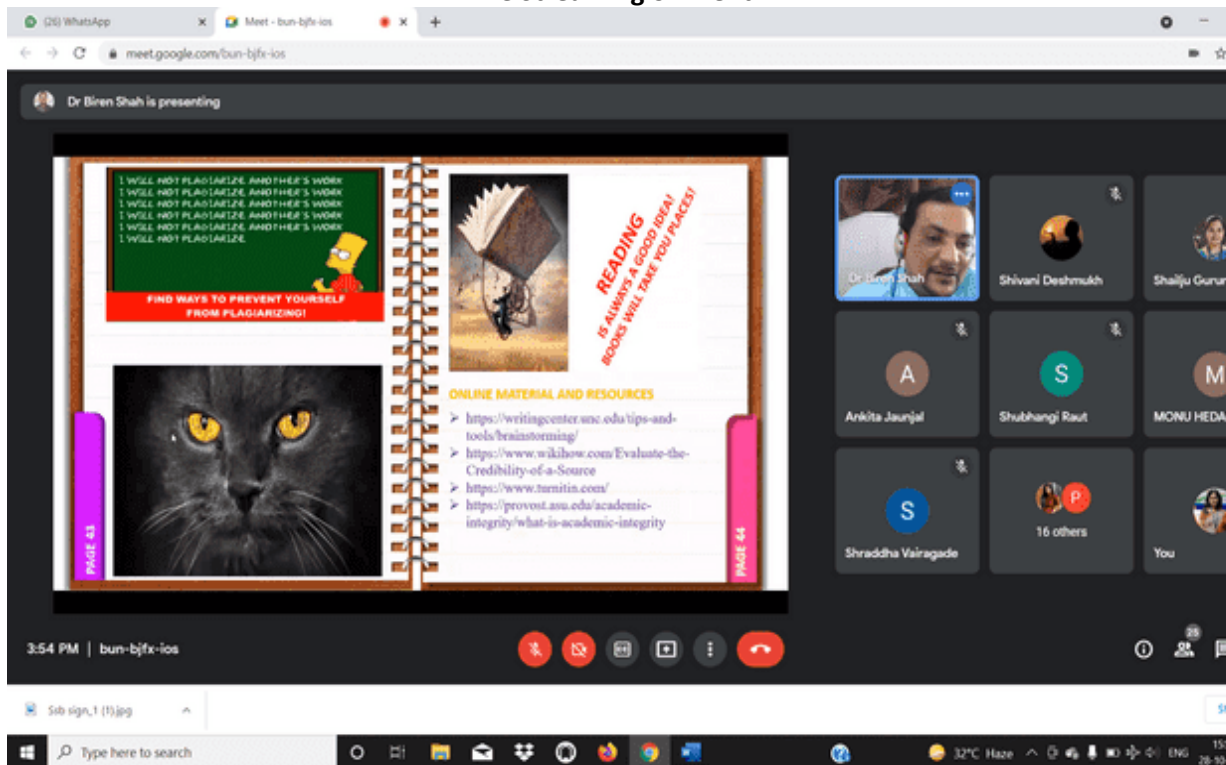 (26) WhatsApp
Meet - bun-bjfx-ios
meet.google.com/bun-bjfx-ios
Dr Biren Shah is presenting
I WILL NOT PLAGIARIZE ANOTHER'S WORK
I WILL NOT PLAGIARIZE ANOTHER'S WORK
I WILL NOT PLAGIARIZE ANOTHER'S WORK
I WILL NOT PLAGIARIZE ANOTHER'S WORK
I WILL NOT PLAGIARIZE ANOTHER'S WORK
I WILL NOT PLAGIARIZE
FIND WAYS TO PREVENT YOURSELF
FROM PLAGIARIZING!
PAGE 43
READING
IS ALWAYS A GOOD IDEA!
BOOKS WILL TAKE YOU PLACES!
ONLINE MATERIAL AND RESOURCES
➢ https://writingcenter.unc.edu/tips-and-
tools/brainstorming/
➢ https://www.wikihow.com/Evaluate-the-
Credibility-of-a-Source
➢ https://www.turnitin.com/
➢ https://provost.asu.edu/academic-
integrity/what-is-academic-integrity
PAGE 44
Dr Biren Shah
Shivani Deshmukh
Shailju
A
Ankita Jaunjal
S
Shubhangi Raut
M
MONU
S
Shraddha Vairagade
P
16 others
You
3:54 PM | bun-bjfx-ios
25
Ssb sign_1 (1).jpg
Type here to search
32°C Haze
ENG